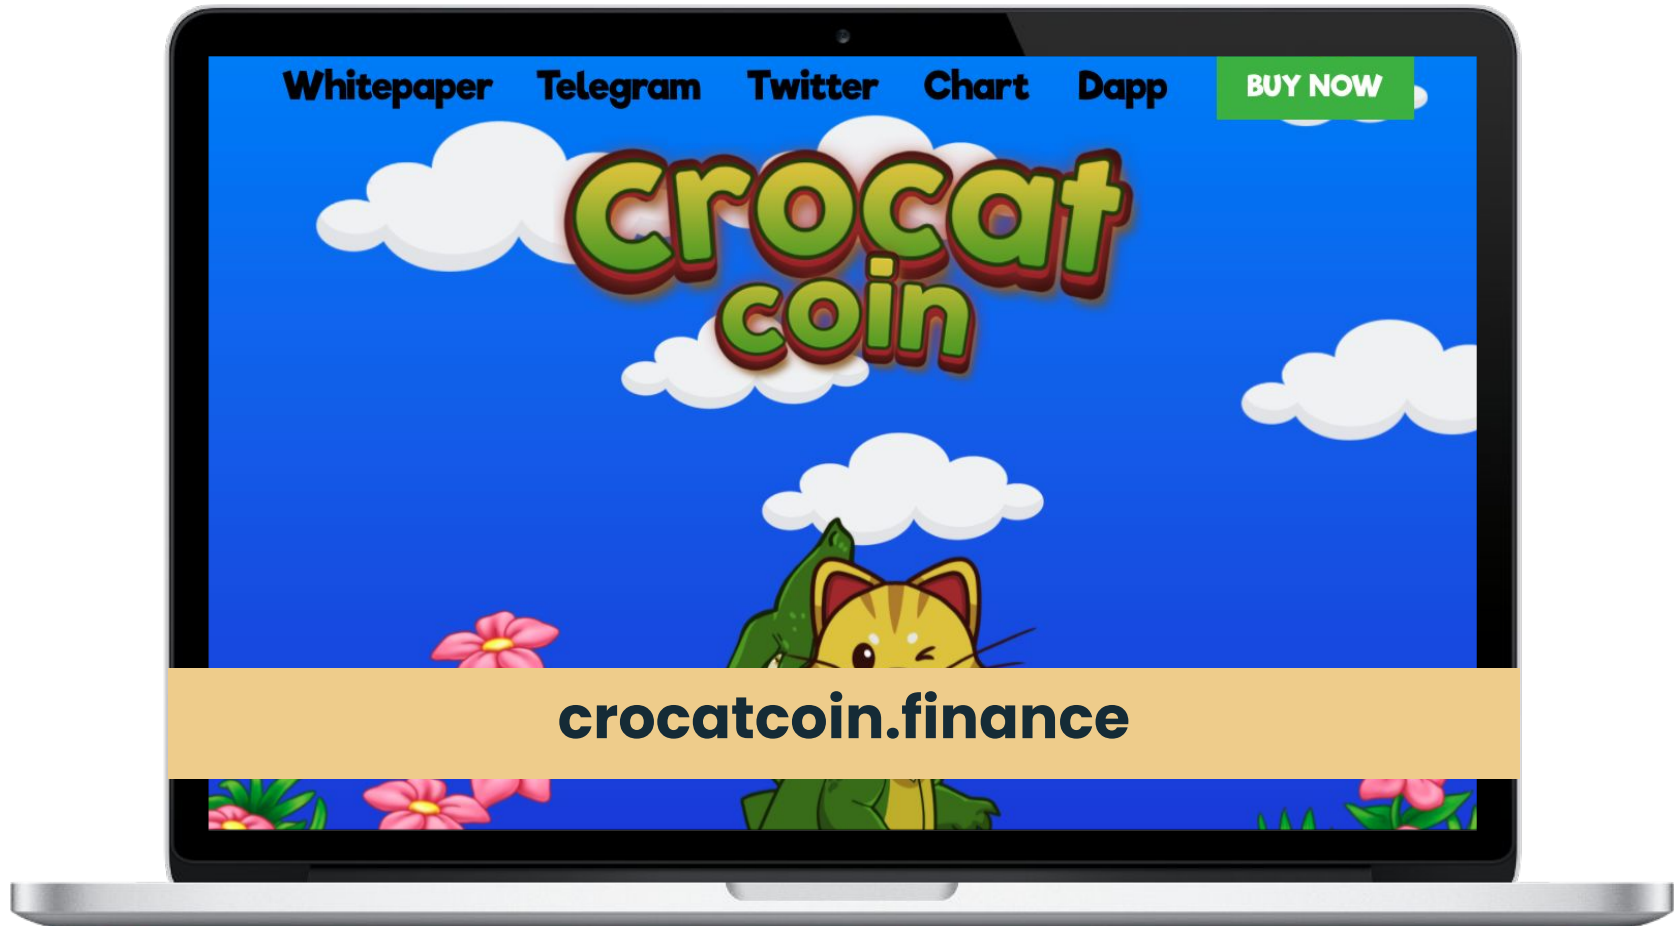 Whitepaper Telegram Twitter Chart Dapp BUY NOW
crocat
coin
crocatcoin.finance